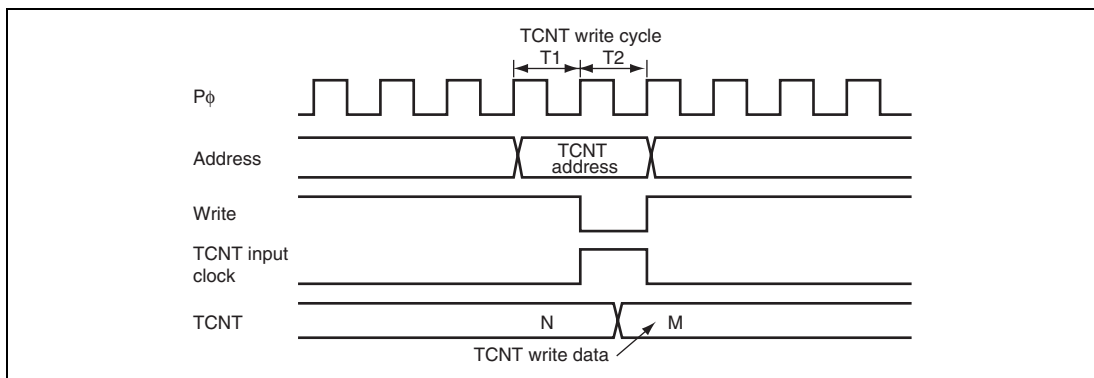 TCNT write cycle
T1 T2
Pϕ
Address
TCNT
address
Write
TCNT input
clock
TCNT
N
M
TCNT write data